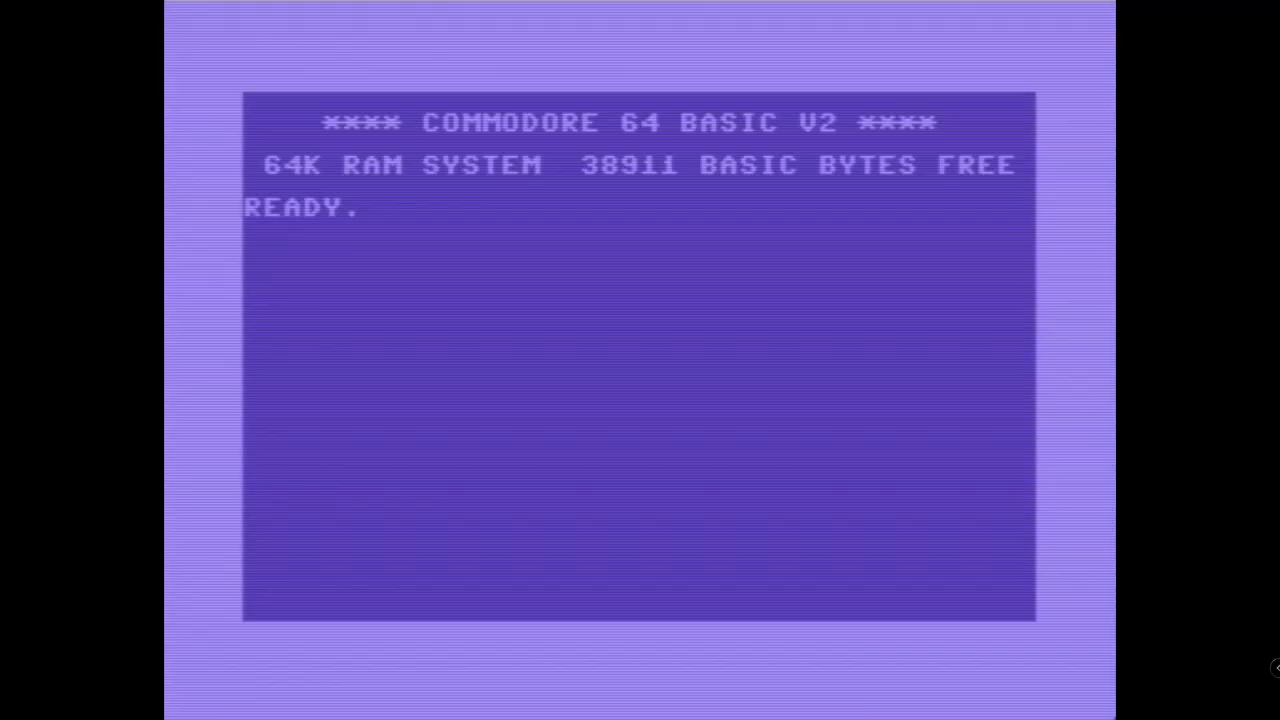 **** COMMODORE 64 BASIC V2 ****
64K RAM SYSTEM  38911 BASIC BYTES FREE
READY.